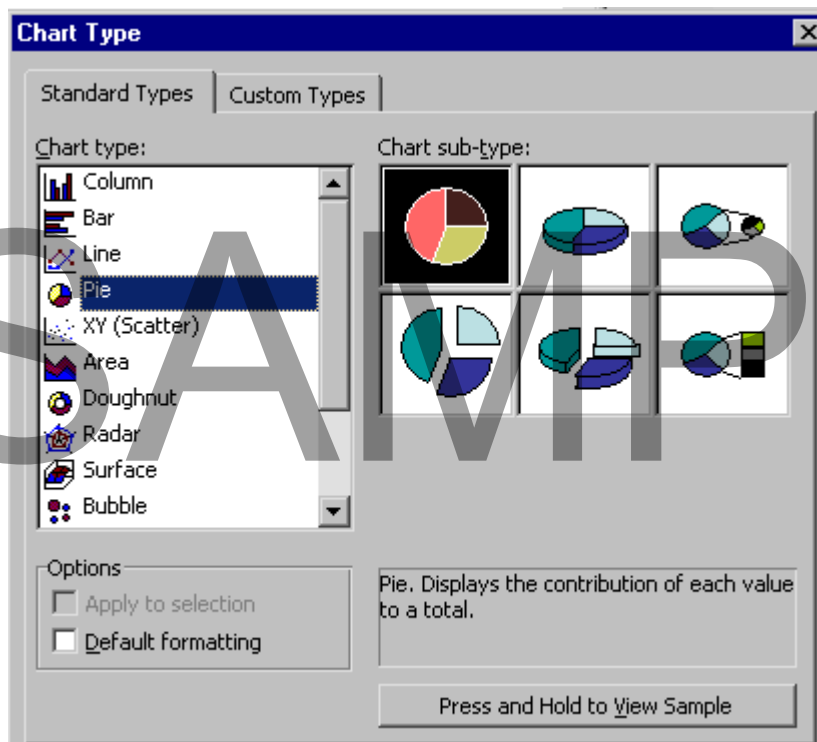 Chart Type
Standard Types
Custom Types
Chart type:
Column
Bar
Line
Pie
XY (Scatter)
Area
Doughnut
Radar
Surface
Bubble
Chart sub-type:
Options
Apply to selection
Default formatting
Pie. Displays the contribution of each value
to a total.
Press and Hold to View Sample
SAMP